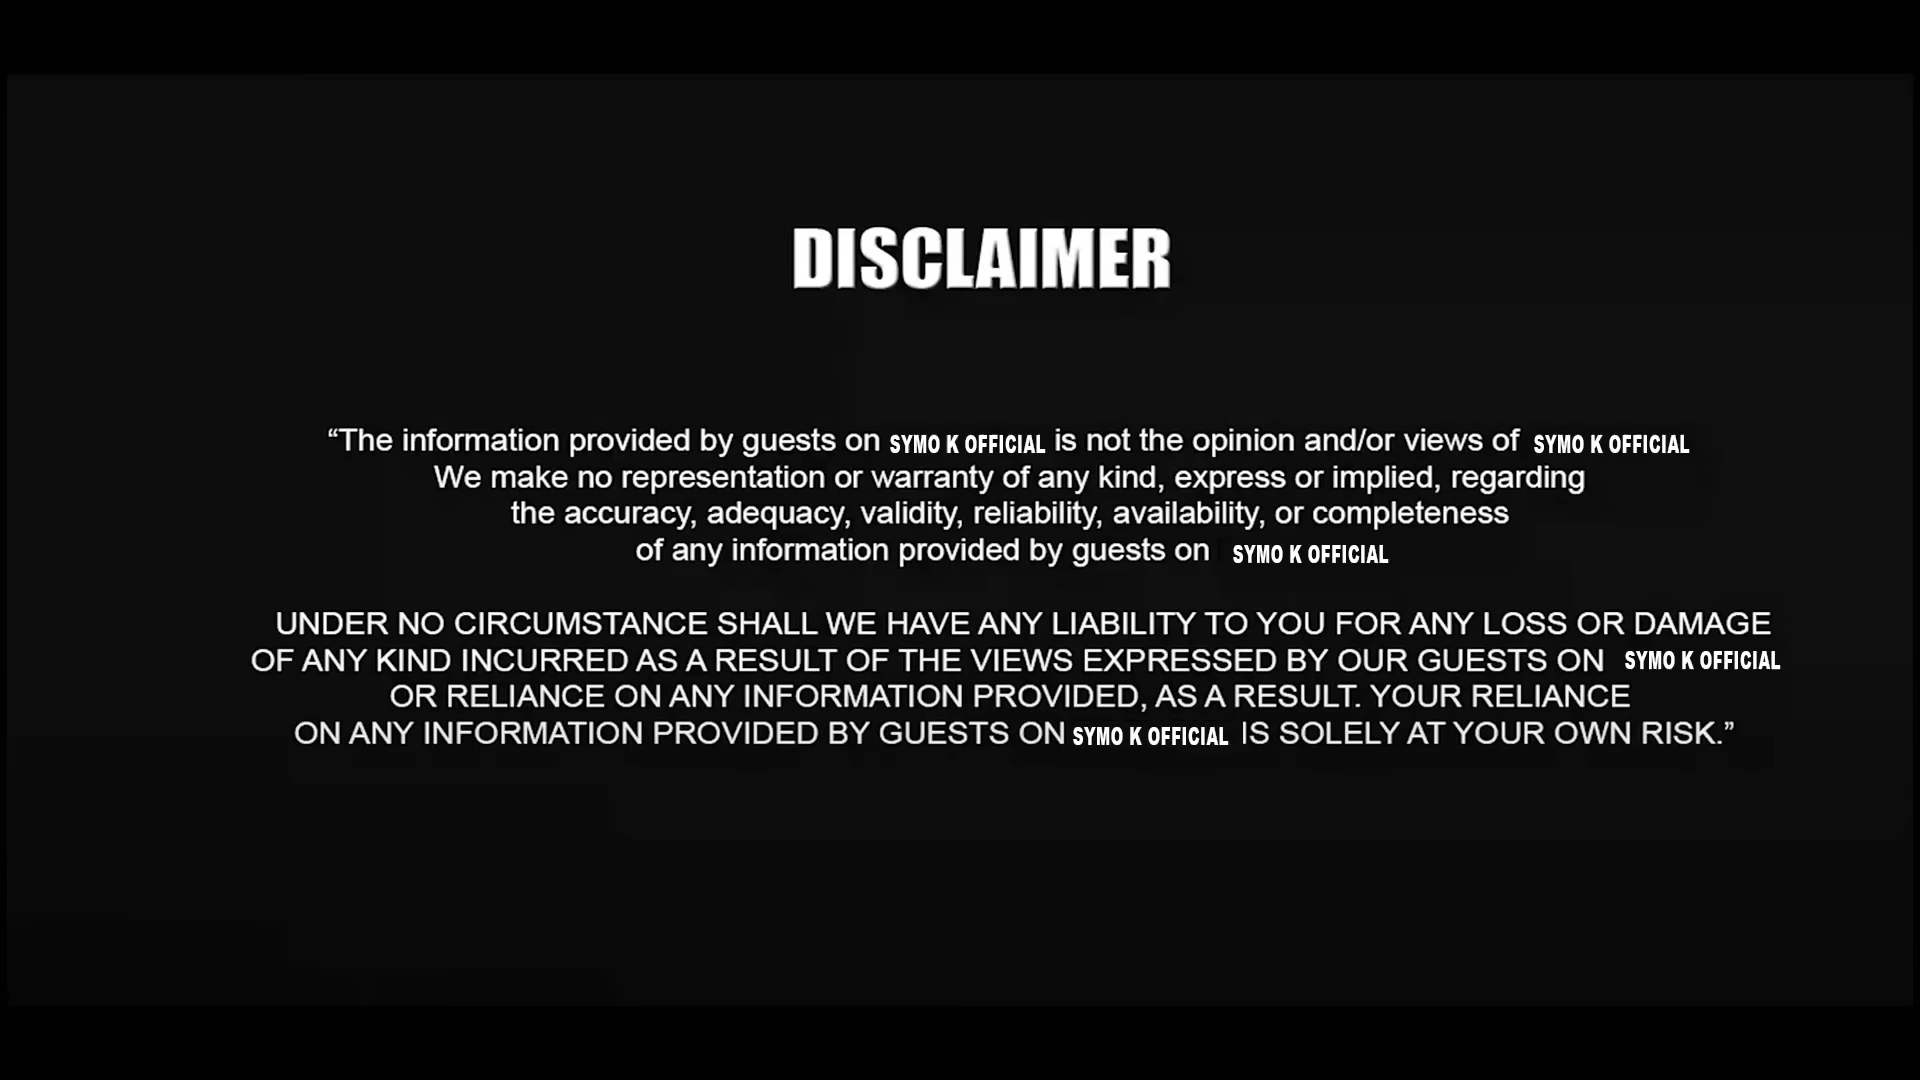 DISCLAIMER
“The information provided by guests on SYMO K OFFICIAL is not the opinion and/or views of SYMO K OFFICIAL
We make no representation or warranty of any kind, express or implied, regarding
the accuracy, adequacy, validity, reliability, availability, or completeness
of any information provided by guests on SYMO K OFFICIAL
UNDER NO CIRCUMSTANCE SHALL WE HAVE ANY LIABILITY TO YOU FOR ANY LOSS OR DAMAGE
OF ANY KIND INCURRED AS A RESULT OF THE VIEWS EXPRESSED BY OUR GUESTS ON SYMO K OFFICIAL
OR RELIANCE ON ANY INFORMATION PROVIDED, AS A RESULT. YOUR RELIANCE
ON ANY INFORMATION PROVIDED BY GUESTS ON SYMO K OFFICIAL IS SOLELY AT YOUR OWN RISK.”